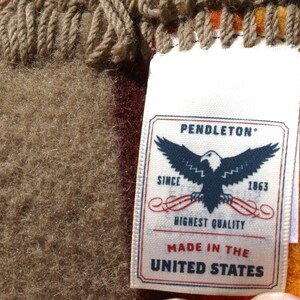 PENDLETON®
SINCE 1863
HIGHEST QUALITY
MADE IN THE
UNITED STATES